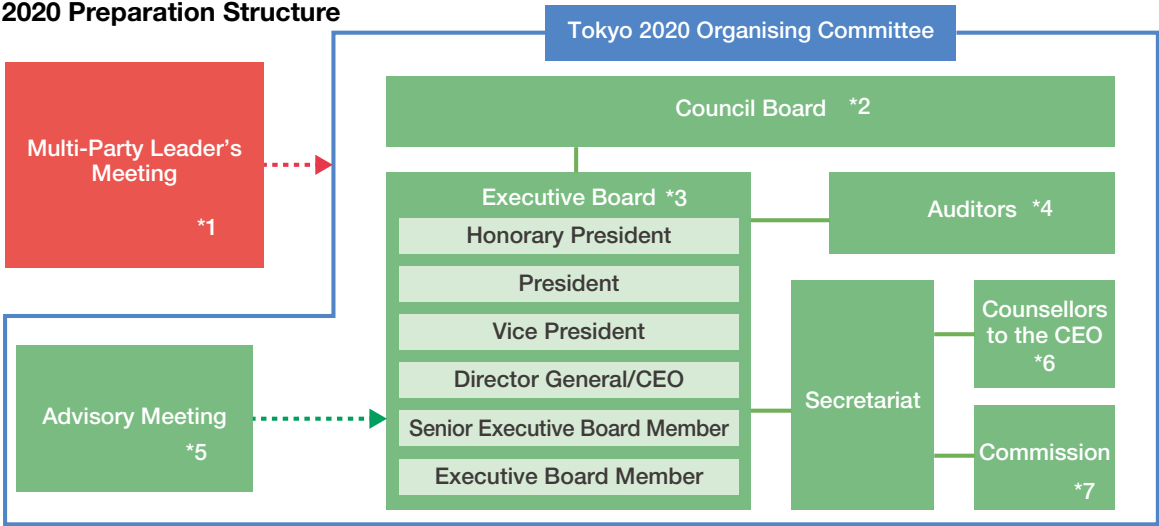 2020 Preparation Structure
Tokyo 2020 Organising Committee
Multi-Party Leader's
Meeting
*1
Council Board *2
Executive Board *3
Honorary President
President
Vice President
Director General/CEO
Senior Executive Board Member
Executive Board Member
Auditors *4
Advisory Meeting
*5
Secretariat
Counsellors
to the CEO
*6
Commission
*7